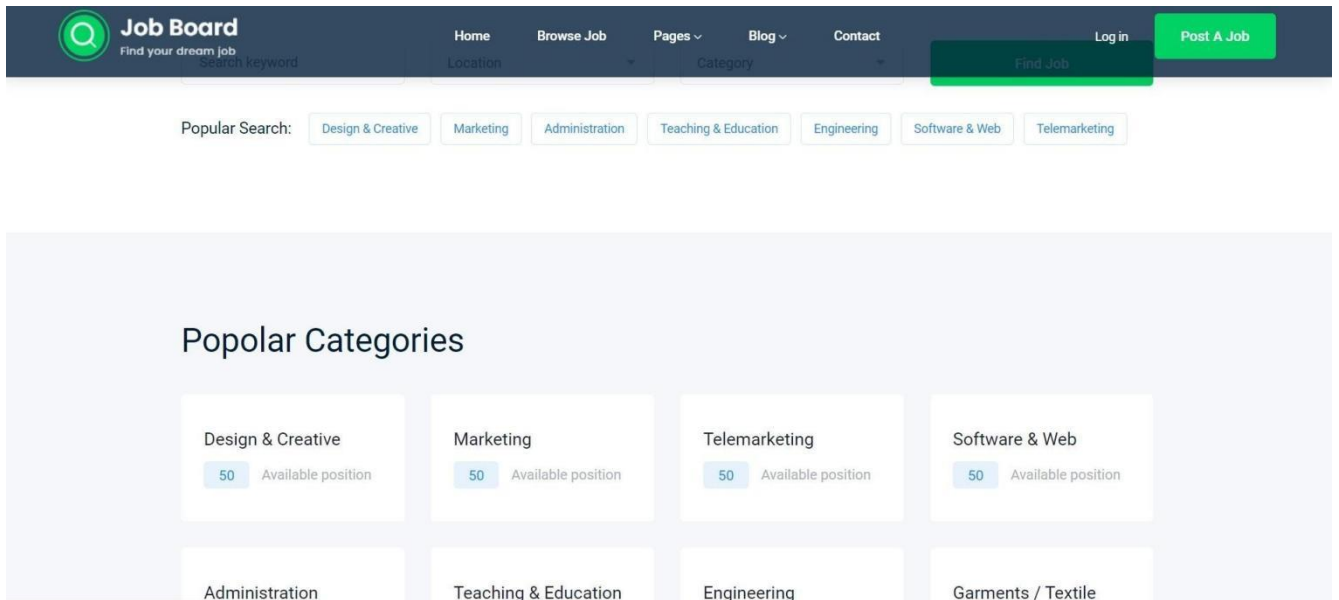 Job Board
Find your dream job
Home Browse Job Pages Blog Contact Log in Post A Job
Search keyword Location Category Find Job
Popular Search: Design & Creative Marketing Administration Teaching & Education Engineering Software & Web Telemarketing
Popolar Categories
Design & Creative Marketing Telemarketing Software & Web
50 Available position 50 Available position 50 Available position 50 Available position
Administration Teaching & Education Engineering Garments / Textile